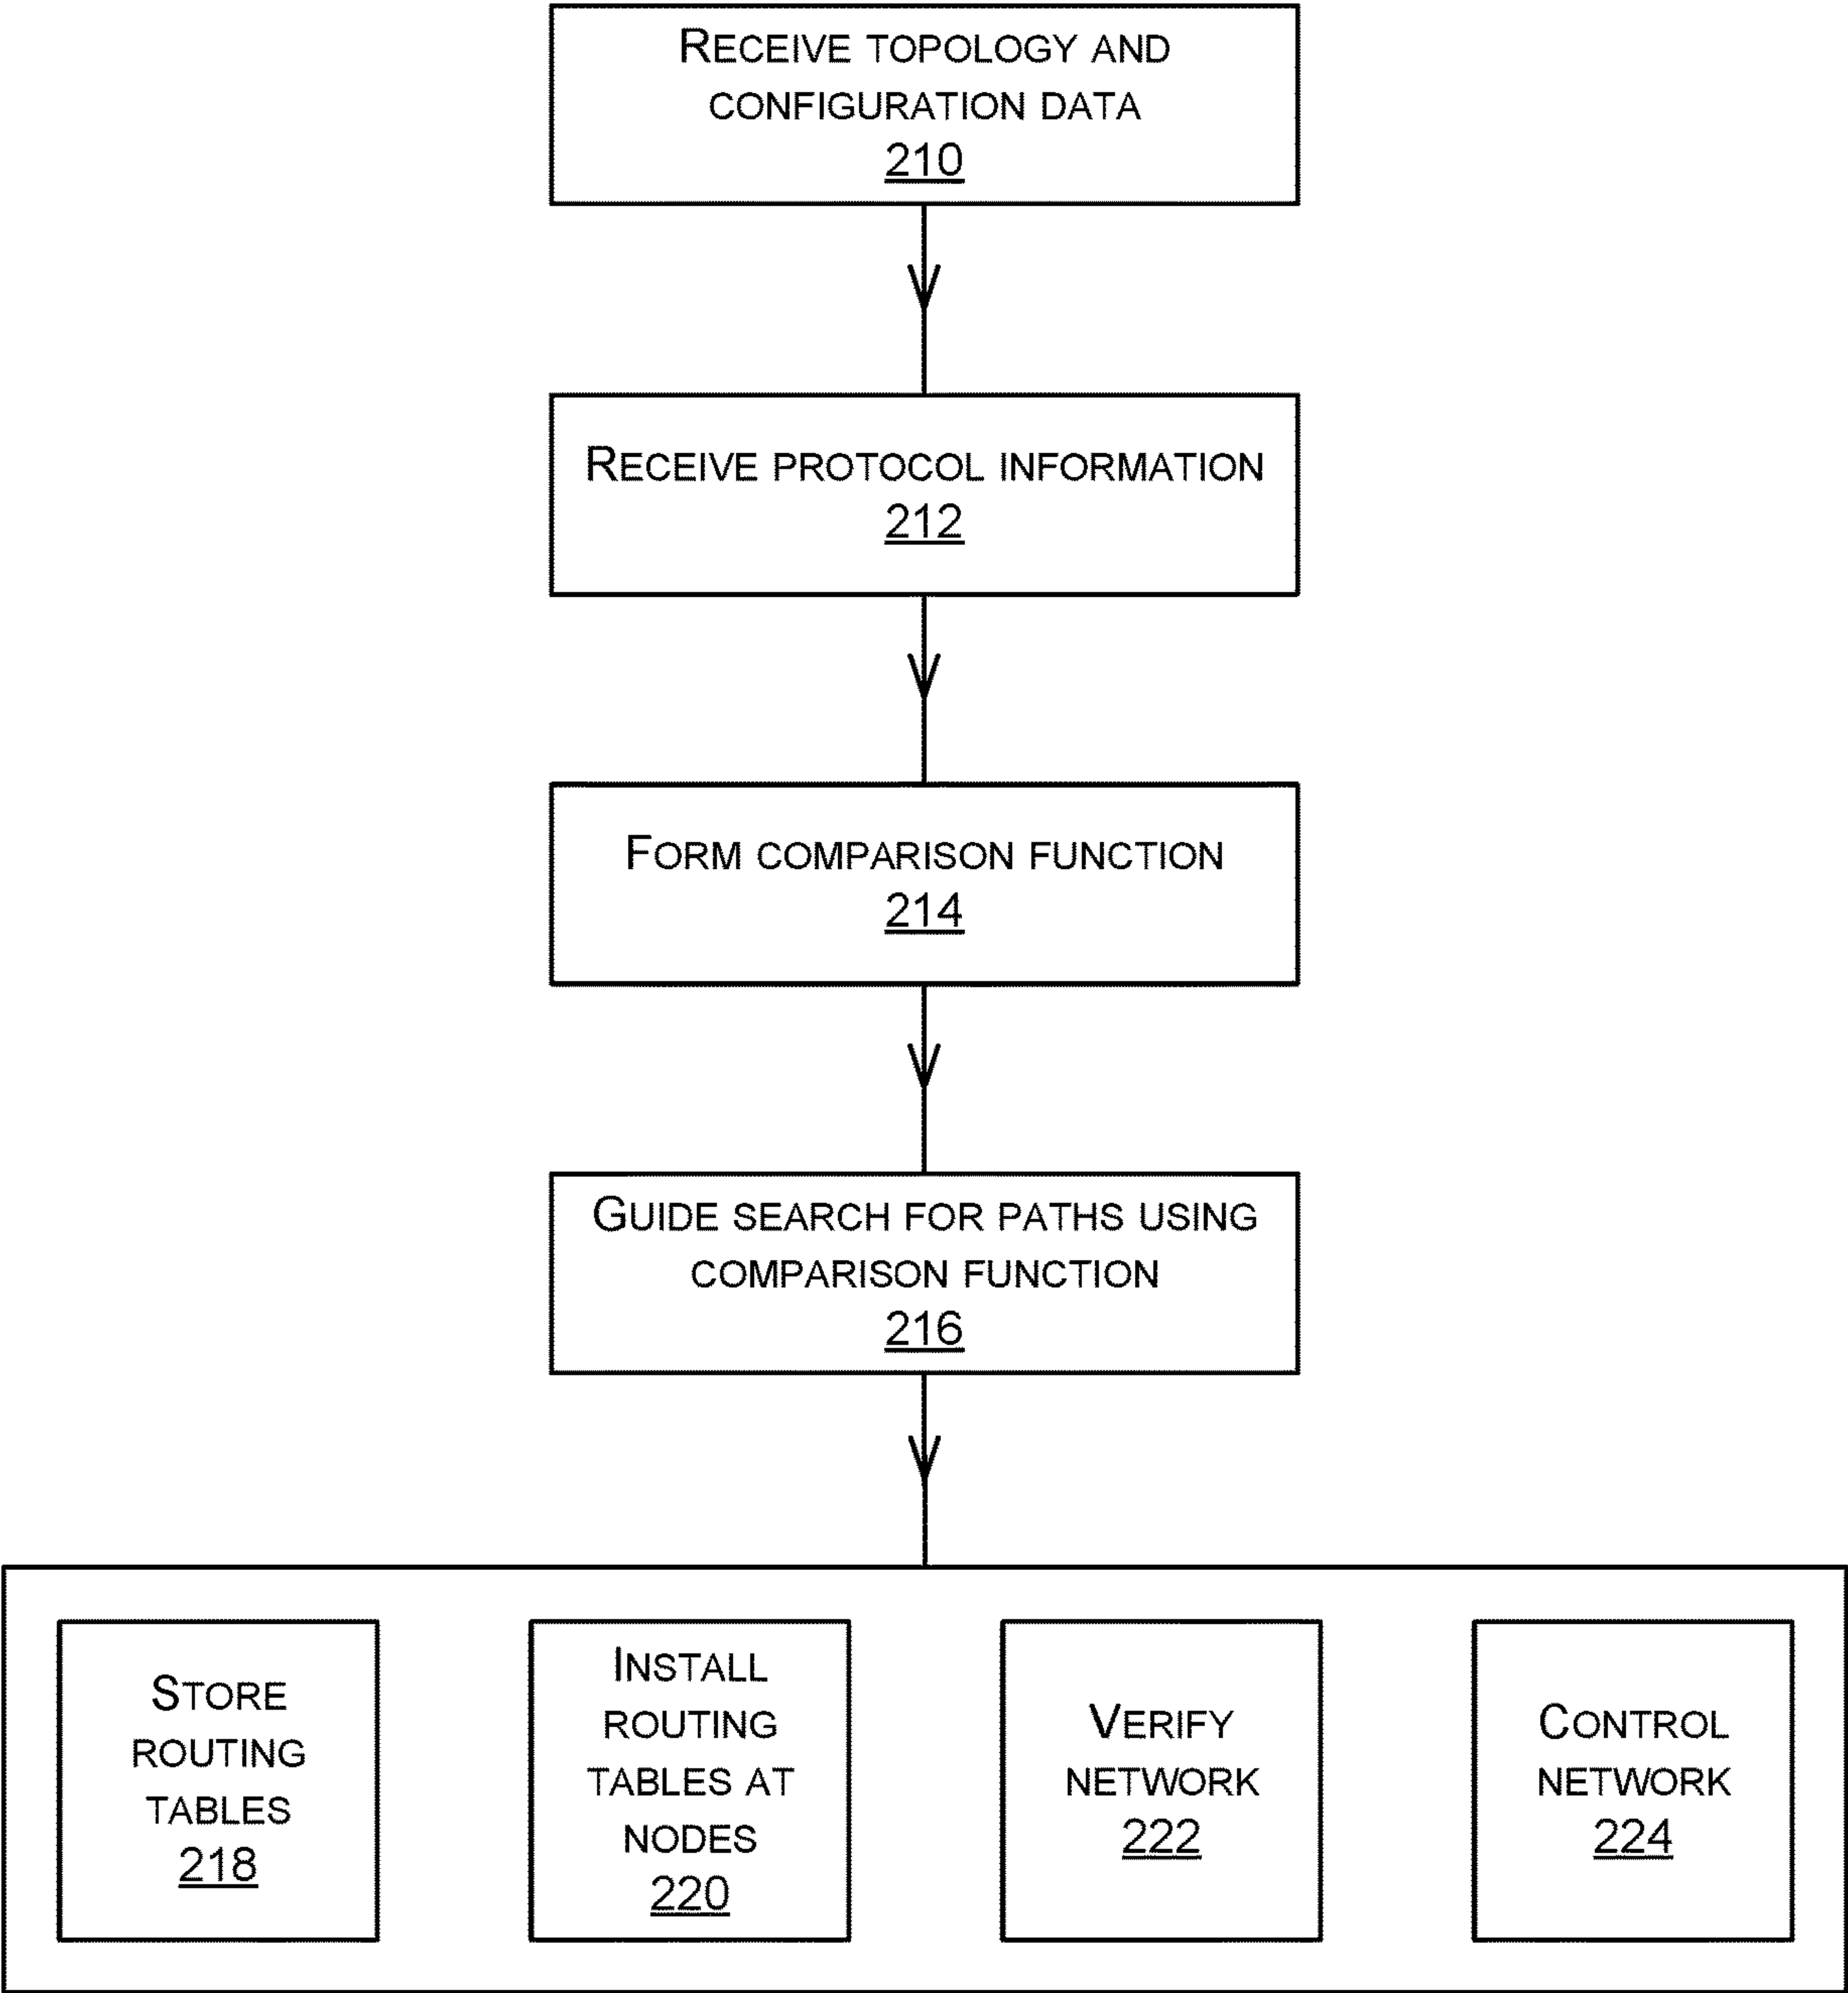 RECEIVE TOPOLOGY AND
CONFIGURATION DATA
210
RECEIVE PROTOCOL INFORMATION
212
FORM COMPARISON FUNCTION
214
GUIDE SEARCH FOR PATHS USING
COMPARISON FUNCTION
216
STORE
ROUTING
TABLES
218
INSTALL
ROUTING
TABLES AT
NODES
220
VERIFY
NETWORK
222
CONTROL
NETWORK
224